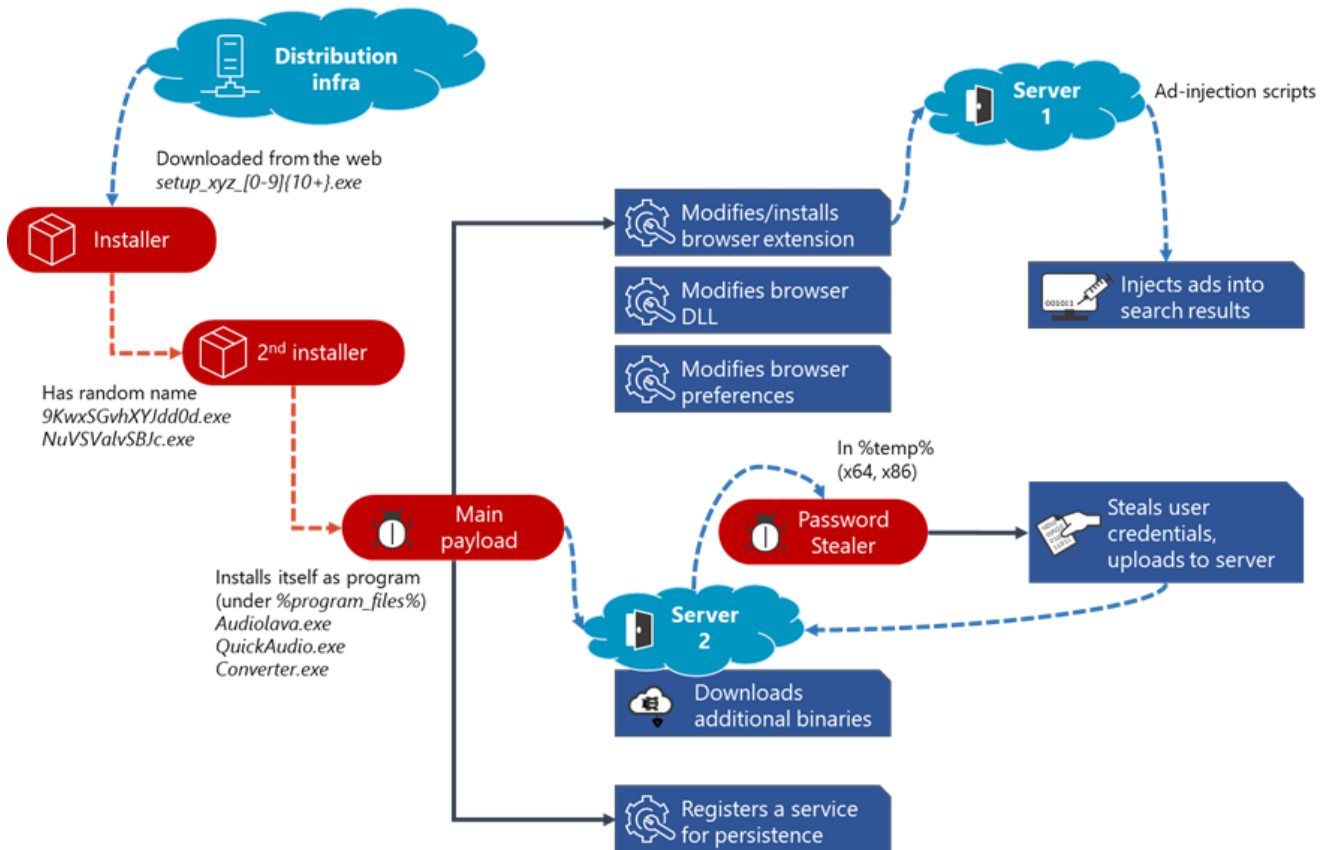 Distribution
infra
Downloaded from the web
setup_xyz_[0-9]{10+}.exe
Installer
2nd installer
Has random name
9KwxSGvhXYJdd0d.exe
NuVSValvSBJc.exe
Main
payload
Installs itself as program
(under %program_files%)
Audiolava.exe
QuickAudio.exe
Converter.exe
Modifies/installs
browser extension
Modifies browser
DLL
Modifies browser
preferences
Server
1
Ad-injection scripts
001011
Injects ads into
search results
In %temp%
(x64, x86)
Password
Stealer
Steals user
credentials,
uploads to server
Server
2
Downloads
additional binaries
Registers a service
for persistence